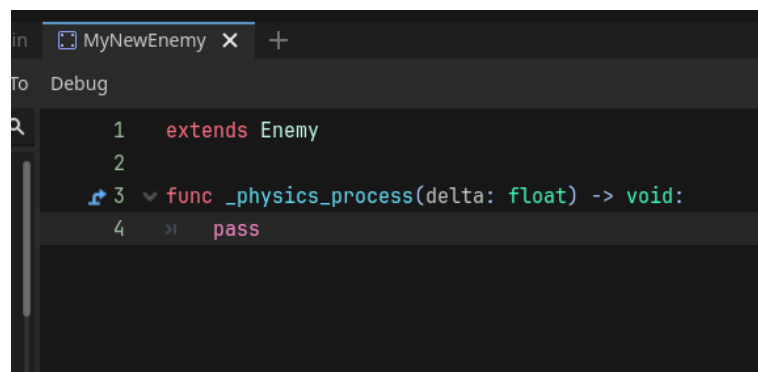 in MyNewEnemy
To Debug
1 extends Enemy
2
3 func _physics_process(delta: float) -> void:
4 pass